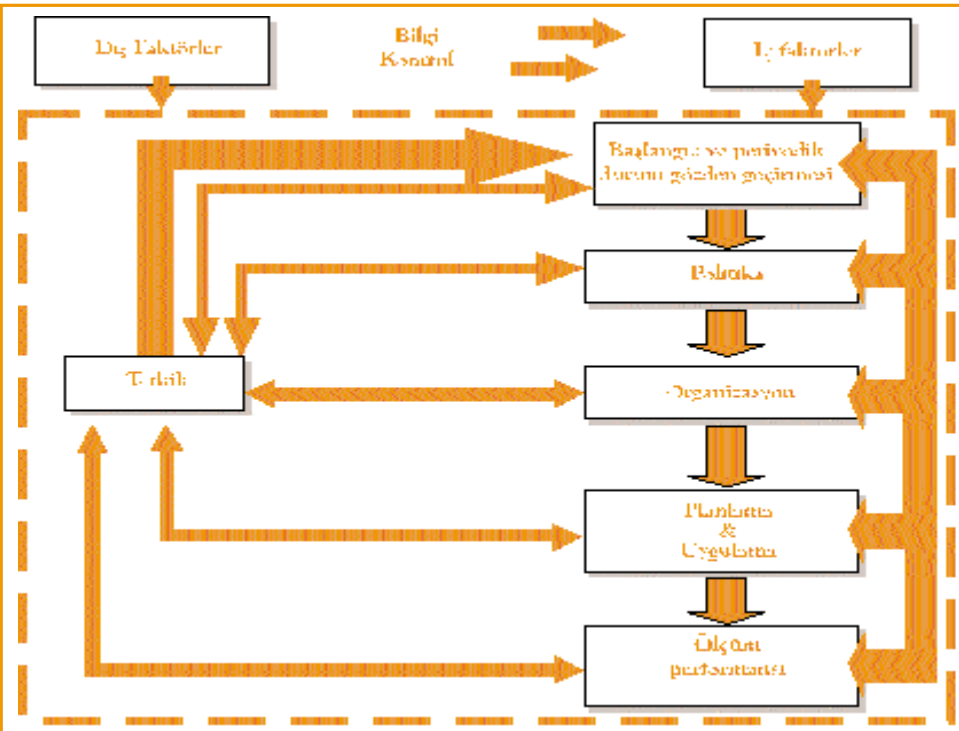 Dış Faktörler
Bilgi
Kontrol
İç faktörler
Başlangıç ve periyodik
durum gözden geçirmesi
Politika
Tetkik
Organizasyon
Planlama
&
Uygulama
Ölçüm
performansı